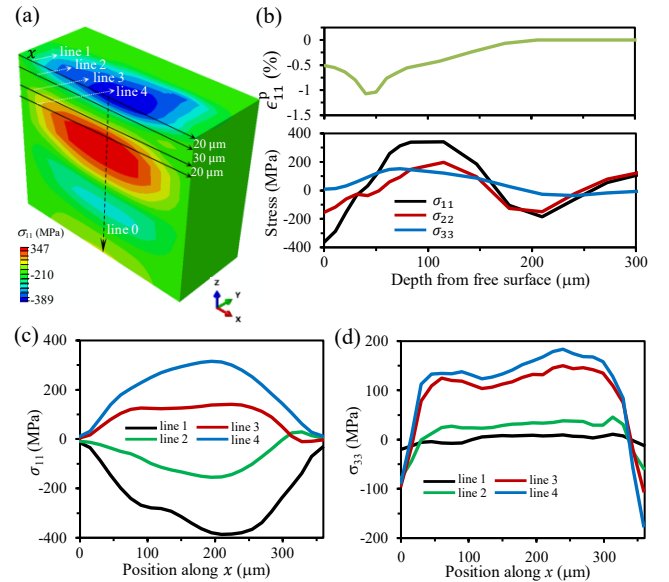 (a)
x
line 1
line 2
line 3
line 4
20 μm
30 μm
20 μm
line 0
σ11 (MPa)
347
-210
-389
Z
Y
X
(b)
0
-0.5
-1
-1.5
ϵ11^p (%)
400
200
0
-200
-400
Stress (MPa)
σ11
σ22
σ33
0 50 100 150 200 250 300
Depth from free surface (μm)
(c)
400
200
0
-200
-400
σ11 (MPa)
line 1
line 2
line 3
line 4
0 100 200 300
Position along x (μm)
(d)
200
100
0
-100
-200
σ33 (MPa)
line 1
line 2
line 3
line 4
0 100 200 300
Position along x (μm)